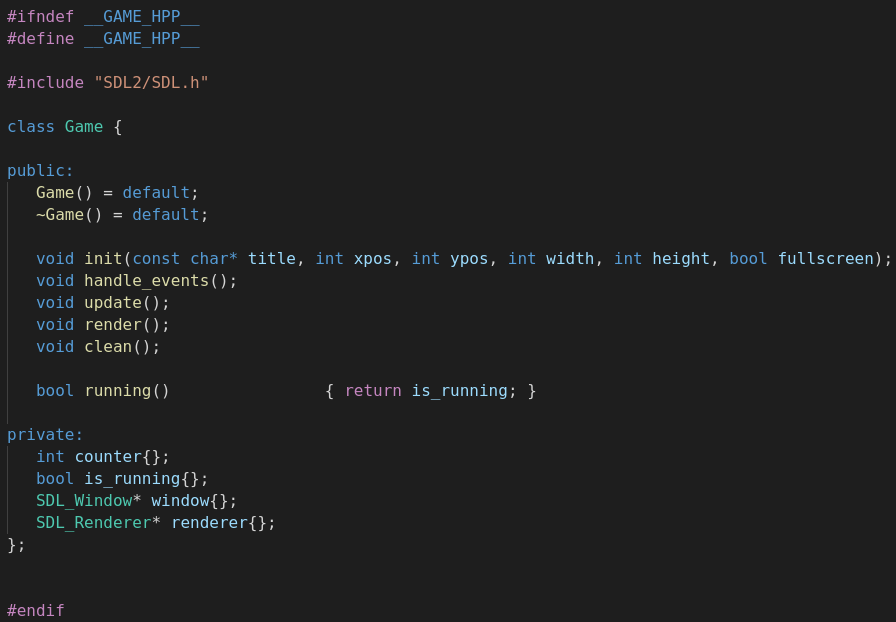 #ifndef __GAME_HPP__
#define __GAME_HPP__
#include "SDL2/SDL.h"
class Game {
public:
   Game() = default;
   ~Game() = default;
   void init(const char* title, int xpos, int ypos, int width, int height, bool fullscreen);
   void handle_events();
   void update();
   void render();
   void clean();
   bool running()                { return is_running; }
private:
   int counter{};
   bool is_running{};
   SDL_Window* window{};
   SDL_Renderer* renderer{};
};
#endif